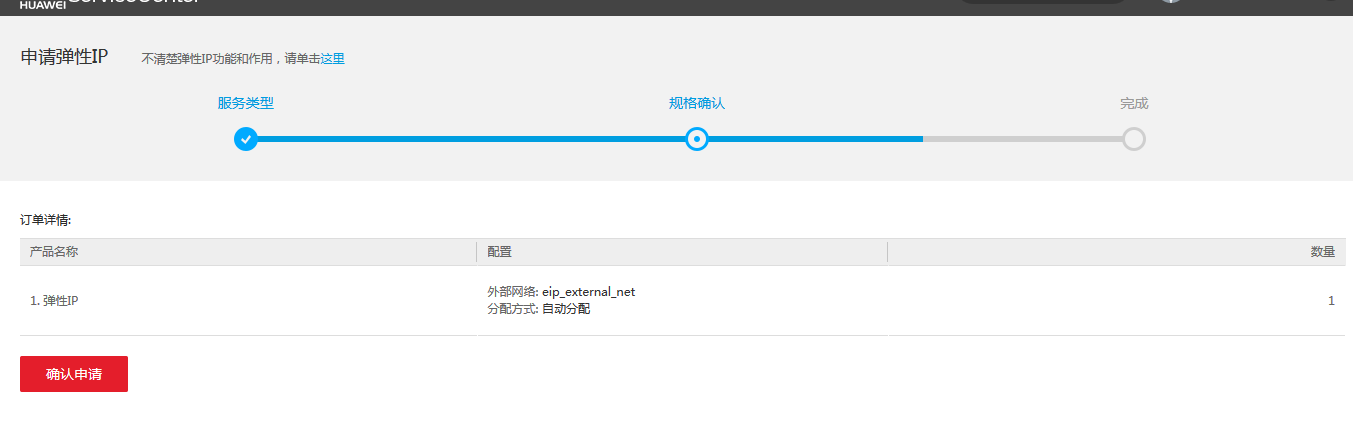 HUAWEI
申请弹性IP 不清楚弹性IP功能和作用，请单击这里
服务类型 规格确认 完成
订单详情:
产品名称 配置 数量
1. 弹性IP 外部网络: eip_external_net 1
分配方式: 自动分配
确认申请